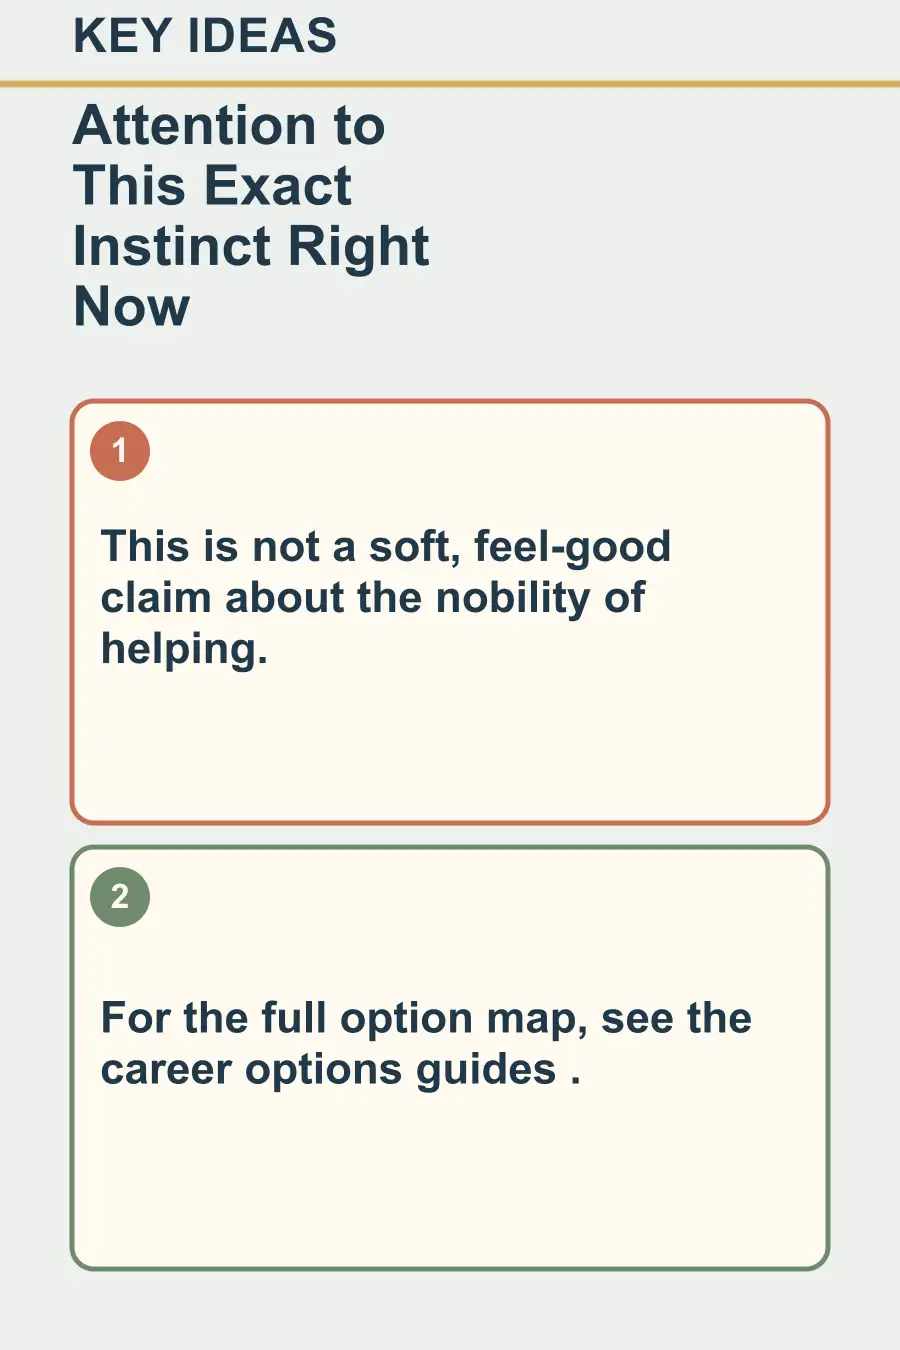 KEY IDEAS
Attention to
This Exact
Instinct Right
Now
1
This is not a soft, feel-good
claim about the nobility of
helping.
2
For the full option map, see the
career options guides .